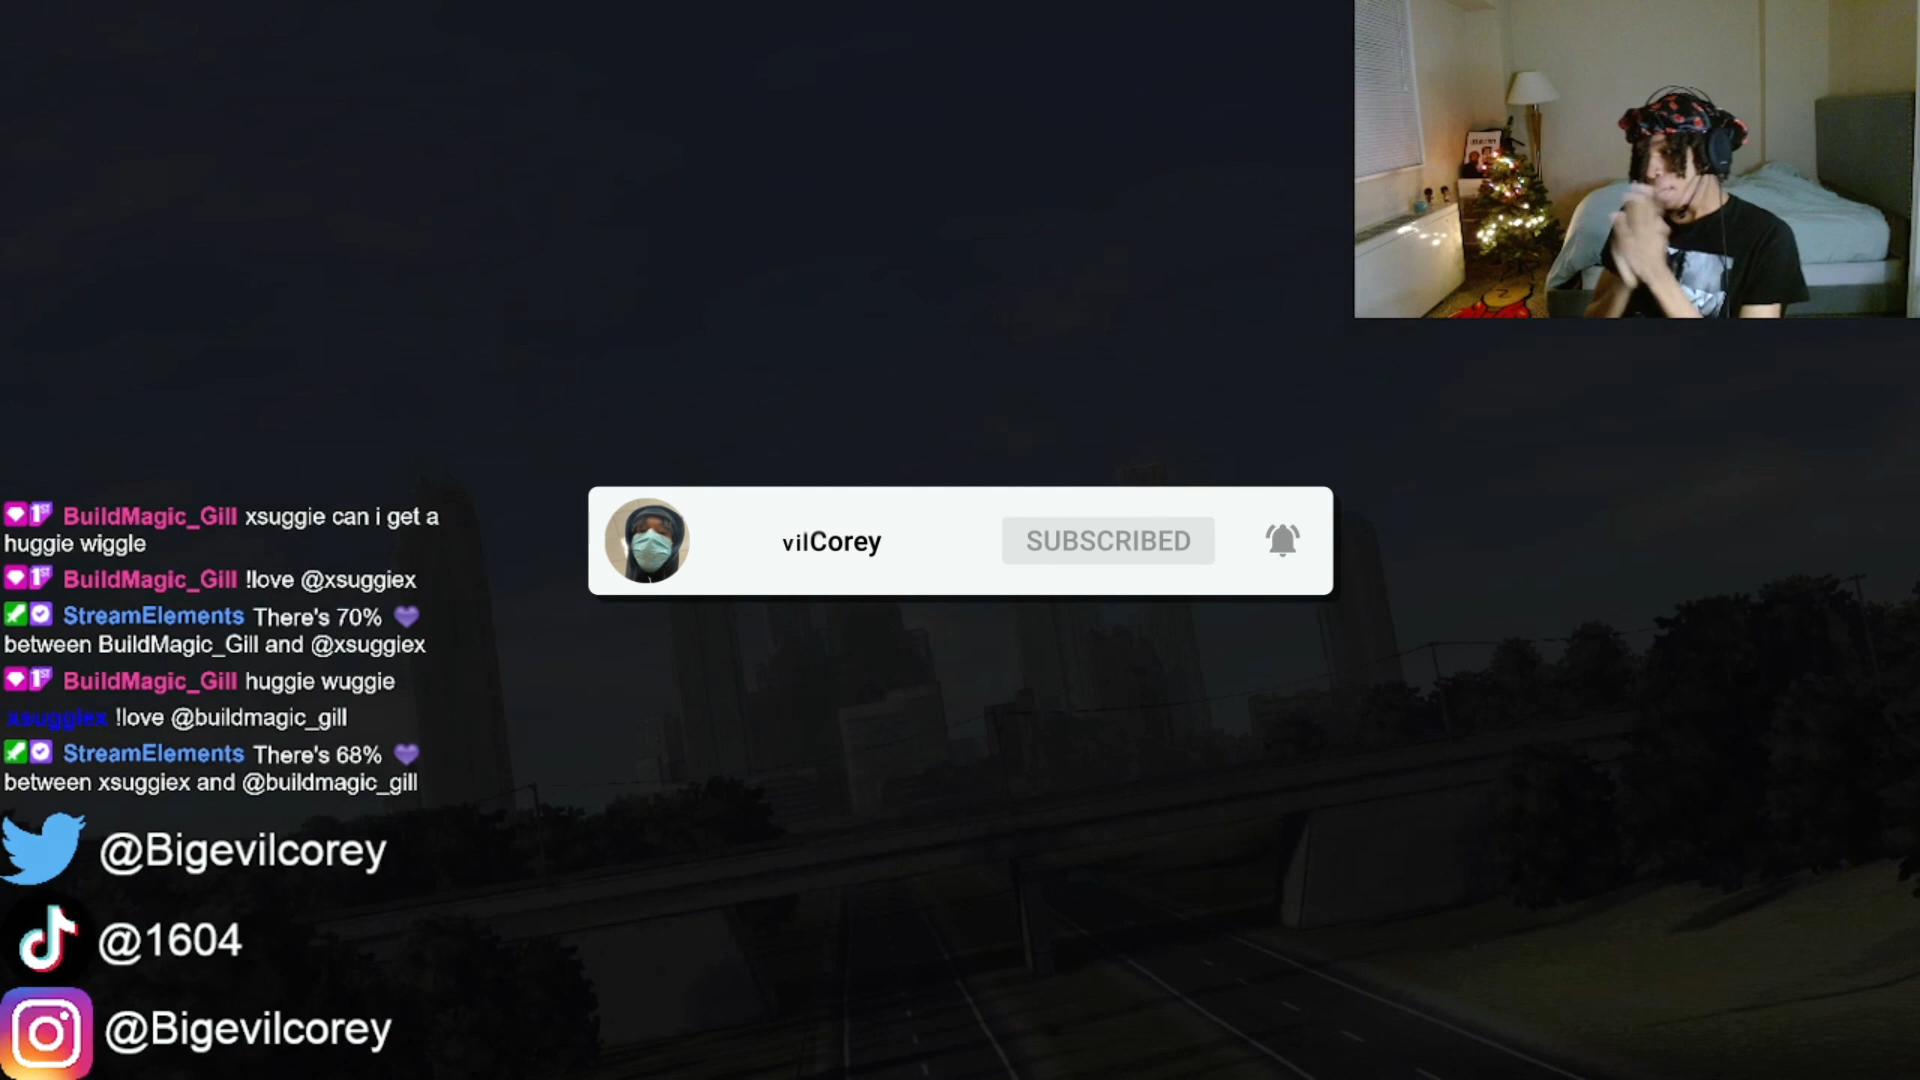 BuildMagic_Gill xsuggie can i get a
huggie wiggle
BuildMagic_Gill !love @xsuggiex
StreamElements There's 70%
between BuildMagic_Gill and @xsuggiex
BuildMagic_Gill huggie wuggie
xsuggiex !love @buildmagic_gill
StreamElements There's 68%
between xsuggiex and @buildmagic_gill
vilCorey
SUBSCRIBED
@Bigevilcorey
@1604
@Bigevilcorey